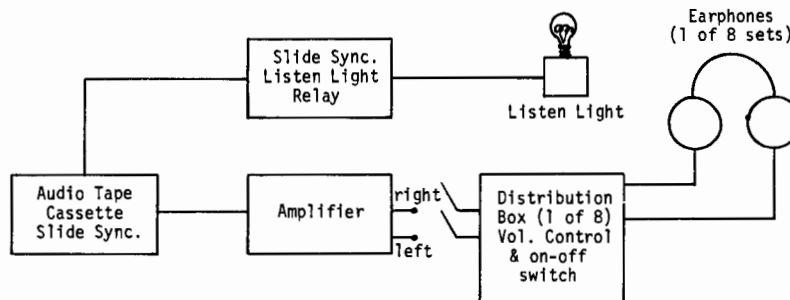 Earphones
(1 of 8 sets)
Slide Sync.
Listen Light
Relay
Listen Light
Audio Tape
Cassette
Slide Sync.
Amplifier
right
left
Distribution
Box (1 of 8)
Vol. Control
& on-off
switch